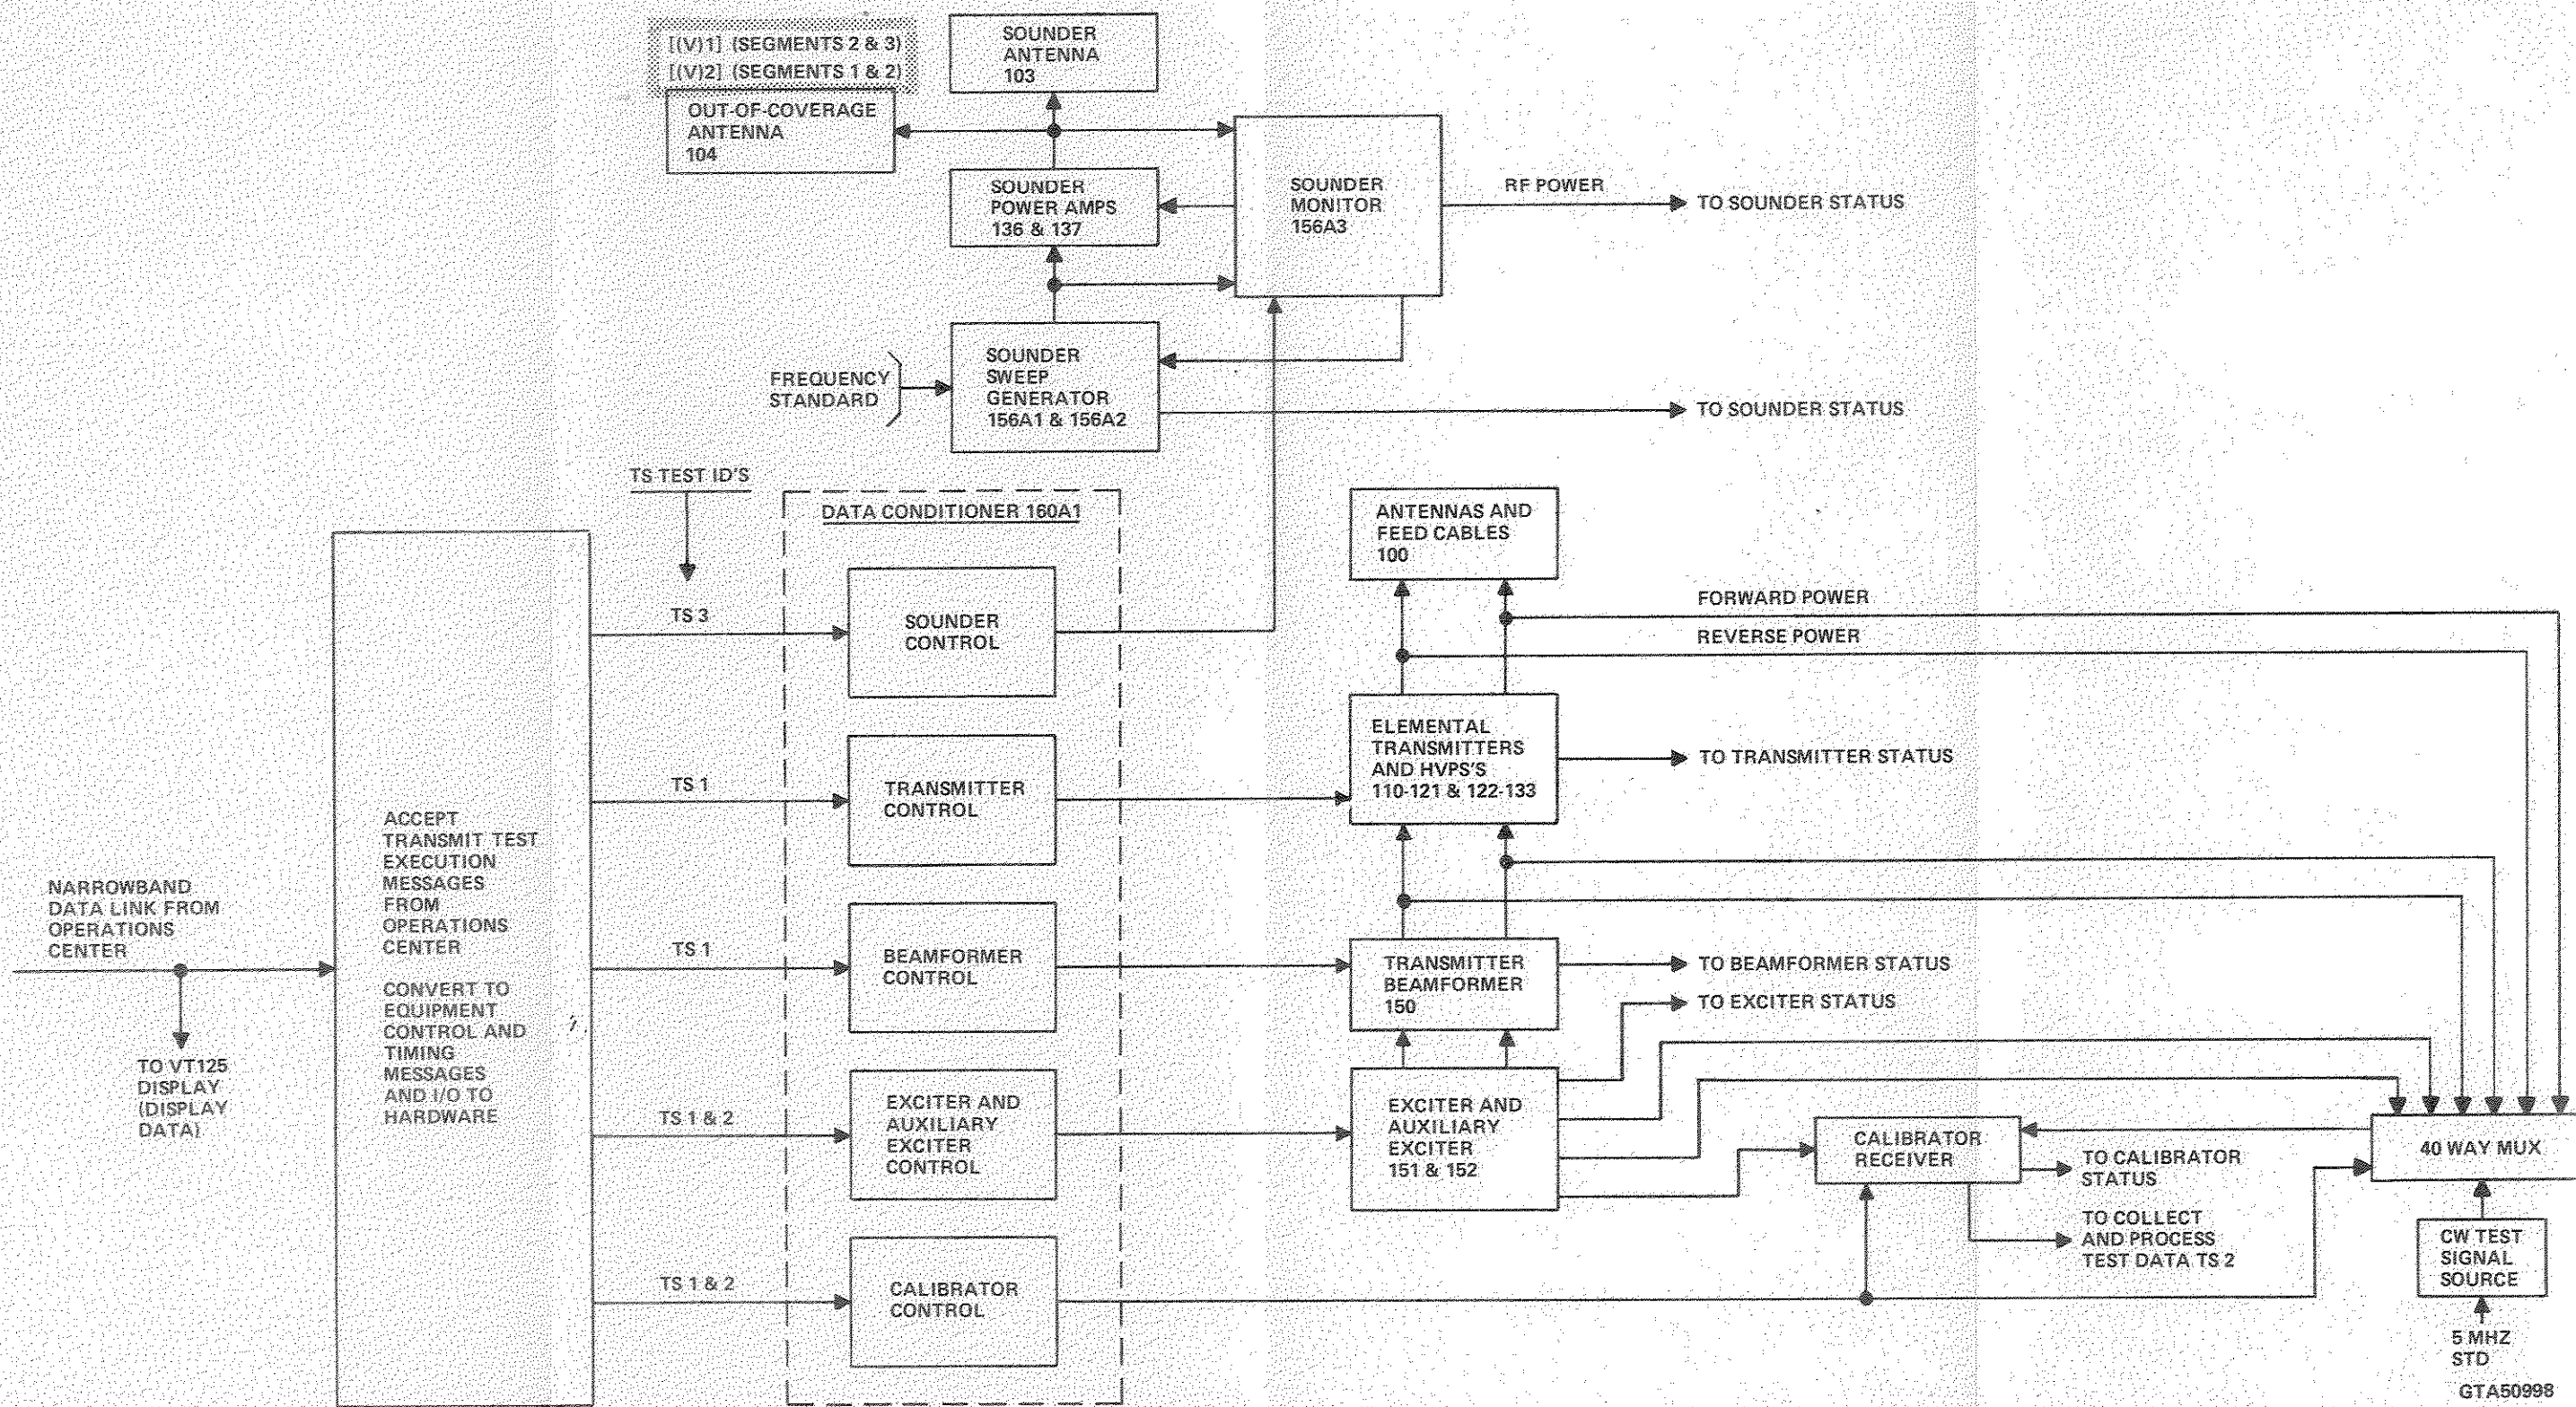 [(V)1] (SEGMENTS 2 & 3)
[(V)2] (SEGMENTS 1 & 2)
OUT-OF-COVERAGE
ANTENNA
104
SOUNDER
ANTENNA
103
SOUNDER
POWER AMPS
136 & 137
SOUNDER
MONITOR
156A3
RF POWER
TO SOUNDER STATUS
FREQUENCY
STANDARD
SOUNDER
SWEEP
GENERATOR
156A1 & 156A2
TO SOUNDER STATUS
TS TEST ID'S
DATA CONDITIONER 160A1
ANTENNAS AND
FEED CABLES
100
FORWARD POWER
REVERSE POWER
TS 3
SOUNDER
CONTROL
TS 1
TRANSMITTER
CONTROL
ELEMENTAL
TRANSMITTERS
AND HVPS'S
110-121 & 122-133
TO TRANSMITTER STATUS
NARROWBAND
DATA LINK FROM
OPERATIONS
CENTER
TO VT125
DISPLAY
(DISPLAY
DATA)
ACCEPT
TRANSMIT TEST
EXECUTION
MESSAGES
FROM
OPERATIONS
CENTER
CONVERT TO
EQUIPMENT
CONTROL AND
TIMING
MESSAGES
AND I/O TO
HARDWARE
TS 1
BEAMFORMER
CONTROL
TRANSMITTER
BEAMFORMER
150
TO BEAMFORMER STATUS
TO EXCITER STATUS
TS 1 & 2
EXCITER AND
AUXILIARY
EXCITER
CONTROL
EXCITER AND
AUXILIARY
EXCITER
151 & 152
CALIBRATOR
RECEIVER
TO CALIBRATOR
STATUS
TO COLLECT
AND PROCESS
TEST DATA TS 2
40 WAY MUX
CW TEST
SIGNAL
SOURCE
5 MHZ
STD
TS 1 & 2
CALIBRATOR
CONTROL
GTA50998